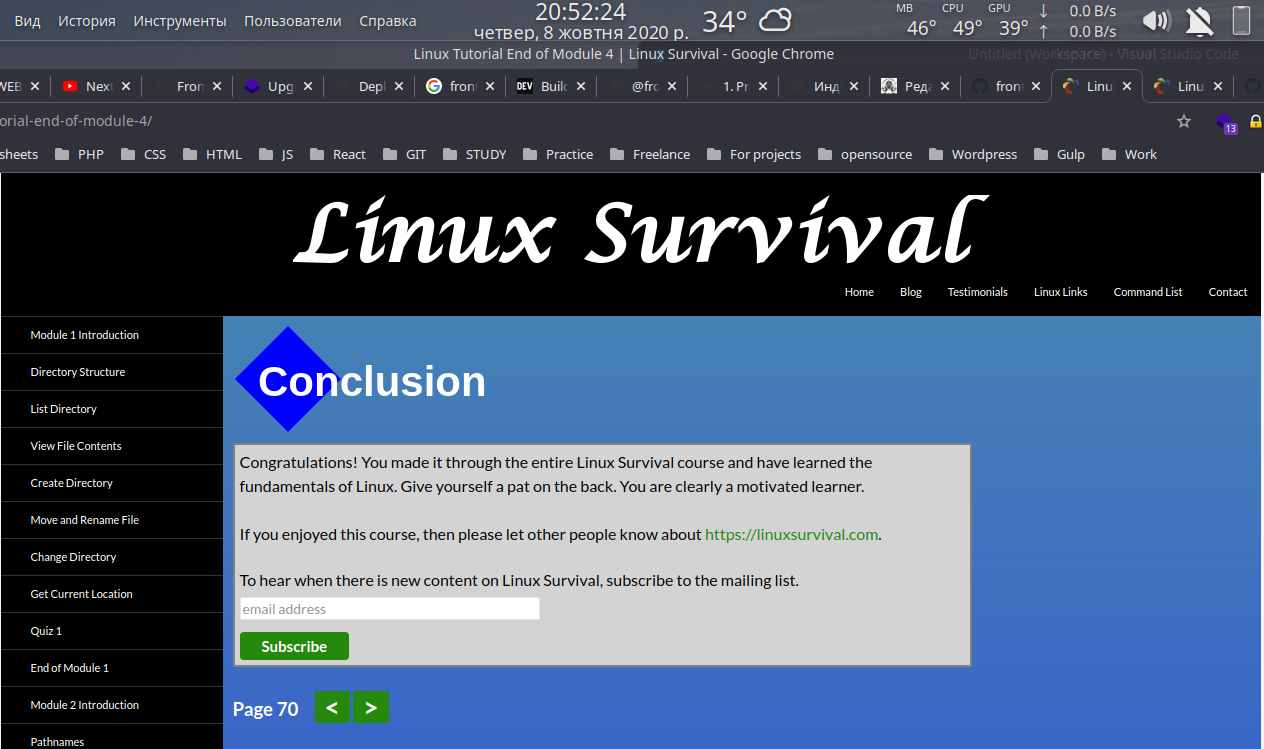 Вид История Инструменты Пользователи Справка
20:52:24
четвер, 8 жовтня 2020 р.
34°
MB CPU GPU
46° 49° 39°
↓ 0.0 B/s
↑ 0.0 B/s
Linux Tutorial End of Module 4 | Linux Survival - Google Chrome
Untitled (Workspace) - Visual Studio Code
WEB Next Fron Upg Depl fron DEV Builc @fro 1. Pr Инд Реда front Linu Linu
orial-end-of-module-4/
13
sheets PHP CSS HTML JS React GIT STUDY Practice Freelance For projects opensource Wordpress Gulp Work
Linux Survival
Home Blog Testimonials Linux Links Command List Contact
Module 1 Introduction
Directory Structure
List Directory
View File Contents
Create Directory
Move and Rename File
Change Directory
Get Current Location
Quiz 1
End of Module 1
Module 2 Introduction
Pathnames
Conclusion
Congratulations! You made it through the entire Linux Survival course and have learned the
fundamentals of Linux. Give yourself a pat on the back. You are clearly a motivated learner.
If you enjoyed this course, then please let other people know about https://linuxsurvival.com.
To hear when there is new content on Linux Survival, subscribe to the mailing list.
email address
Subscribe
Page 70 < >